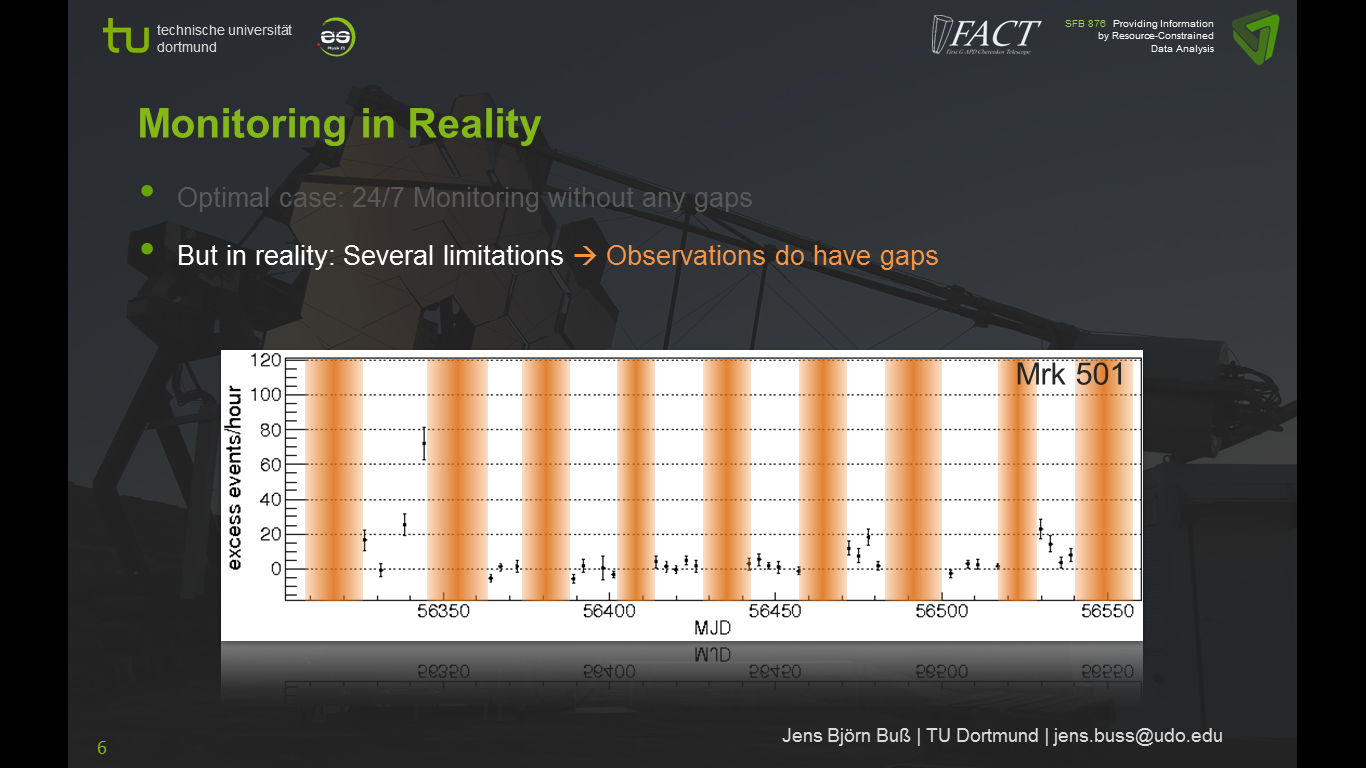 technische universität
dortmund
FACT
First G-APD Cherenkov Telescope
SFB 876 Providing Information
by Resource-Constrained
Data Analysis
Monitoring in Reality
• Optimal case: 24/7 Monitoring without any gaps
• But in reality: Several limitations → Observations do have gaps
Mrk 501
excess events/hour
120
100
80
60
40
20
0
56350 56400 56450 56500 56550
MJD
6
Jens Björn Buß | TU Dortmund | jens.buss@udo.edu